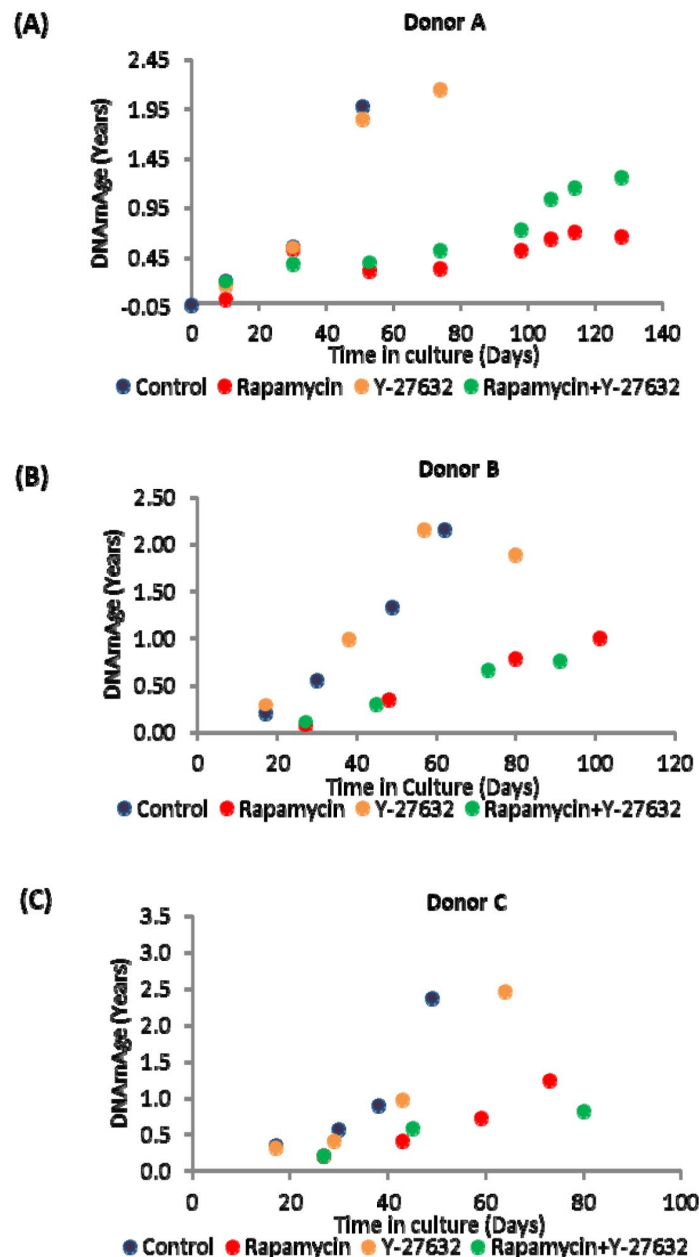 (A)
Donor A
DNAmAge (Years)
2.45
1.95
1.45
0.95
0.45
-0.05
0 20 40 60 80 100 120 140
Time in culture (Days)
Control Rapamycin Y-27632 Rapamycin+Y-27632
(B)
Donor B
DNAmAge (Years)
2.50
2.00
1.50
1.00
0.50
0.00
0 20 40 60 80 100 120
Time in Culture (Days)
Control Rapamycin Y-27632 Rapamycin+Y-27632
(C)
Donor C
DNAmAge (Years)
3.5
3.0
2.5
2.0
1.5
1.0
0.5
0.0
0 20 40 60 80 100
Time in culture (Days)
Control Rapamycin Y-27632 Rapamycin+Y-27632